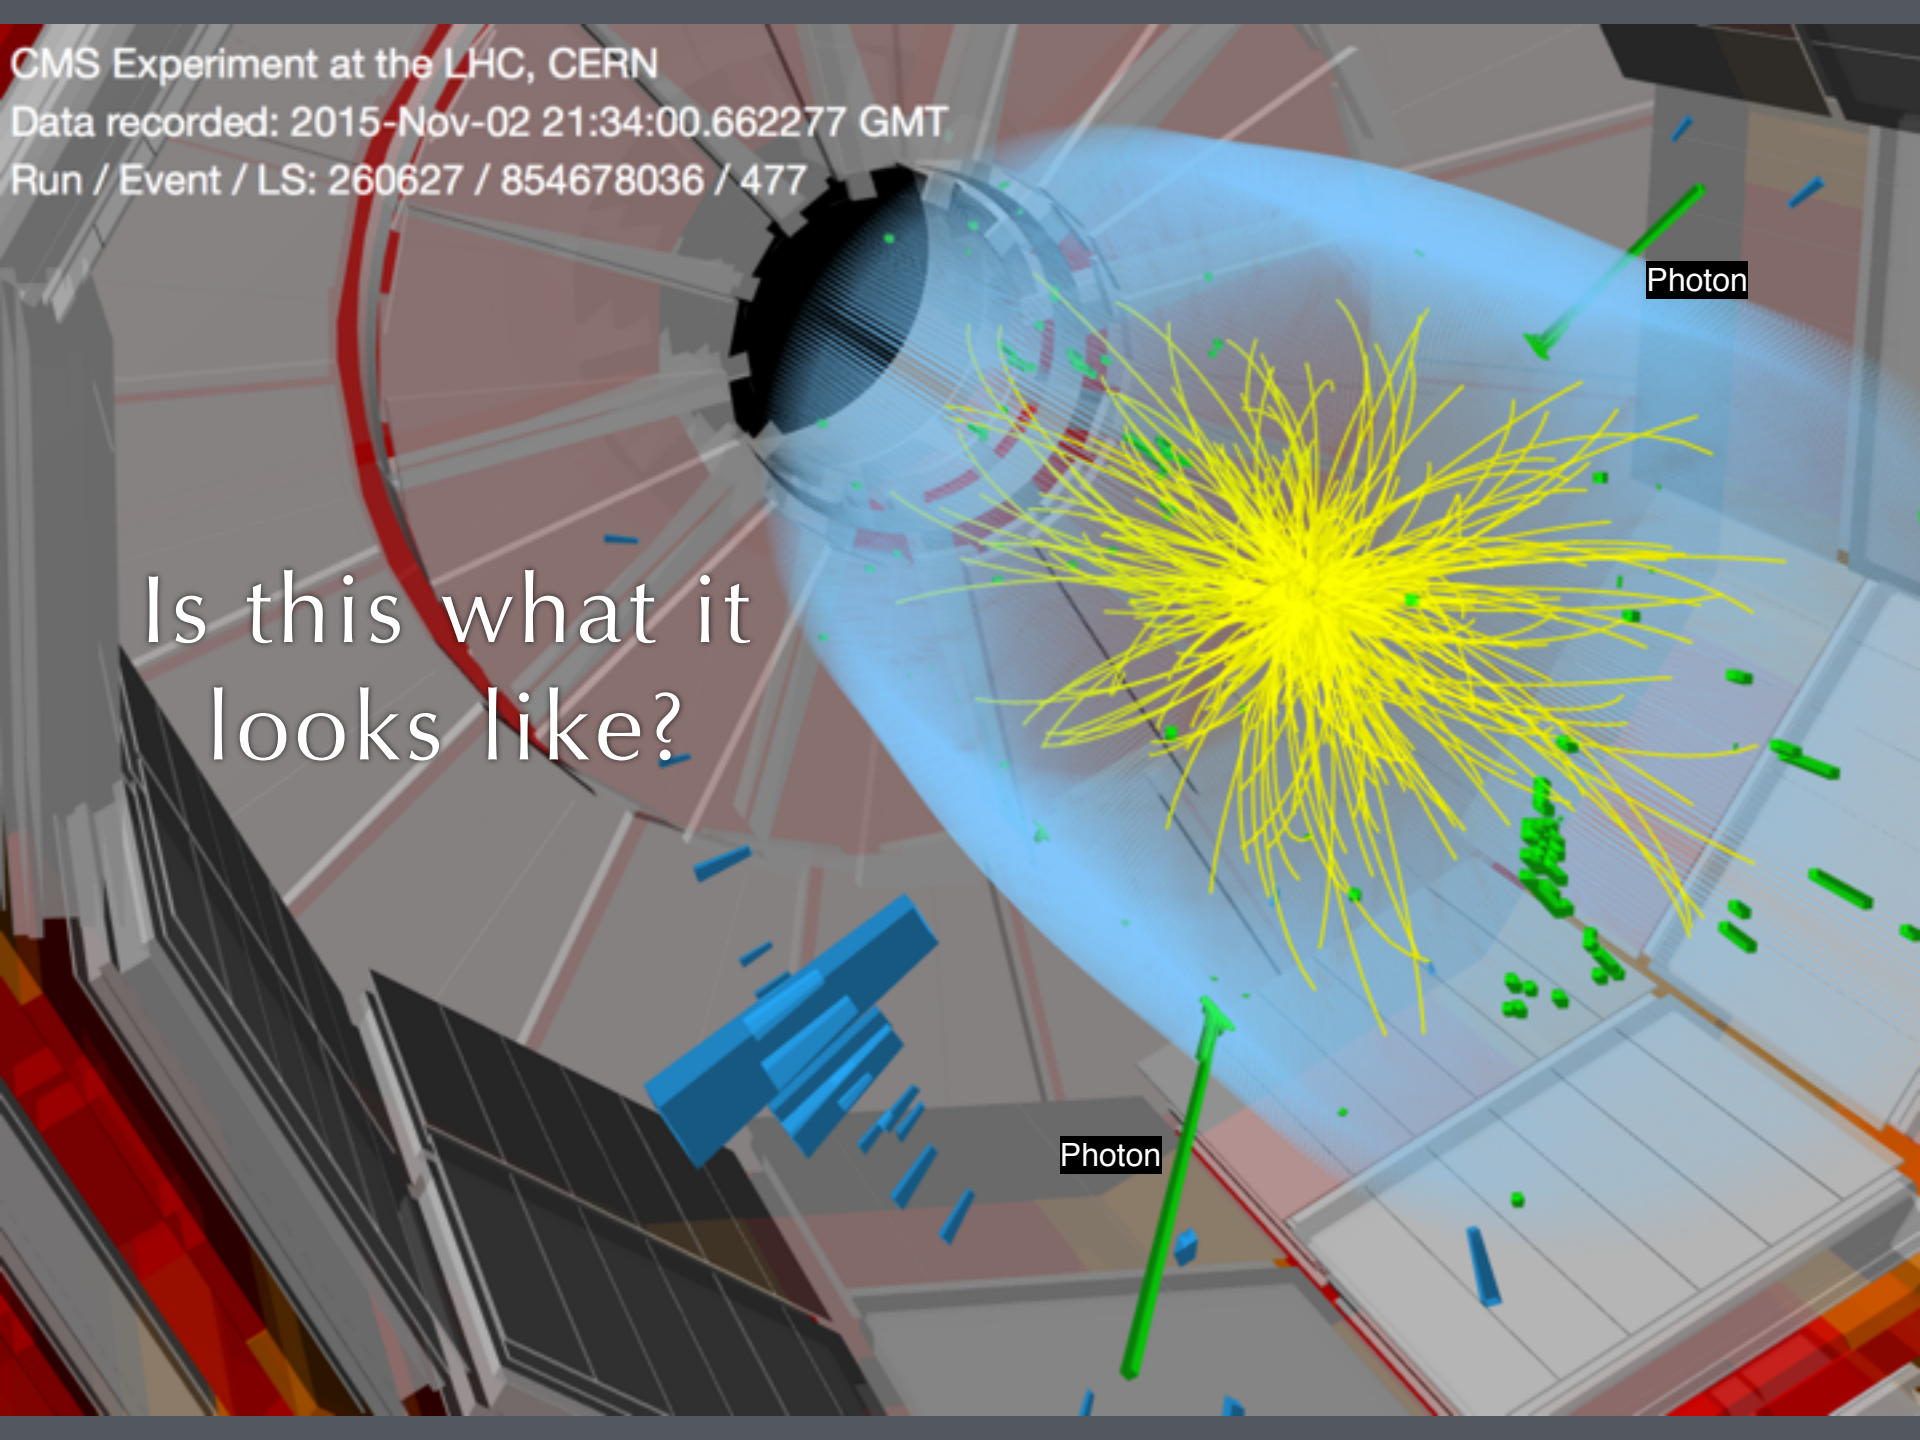 CMS Experiment at the LHC, CERN
Data recorded: 2015-Nov-02 21:34:00.662277 GMT
Run / Event / LS: 260627 / 854678036 / 477
Photon
Is this what it
looks like?
Photon